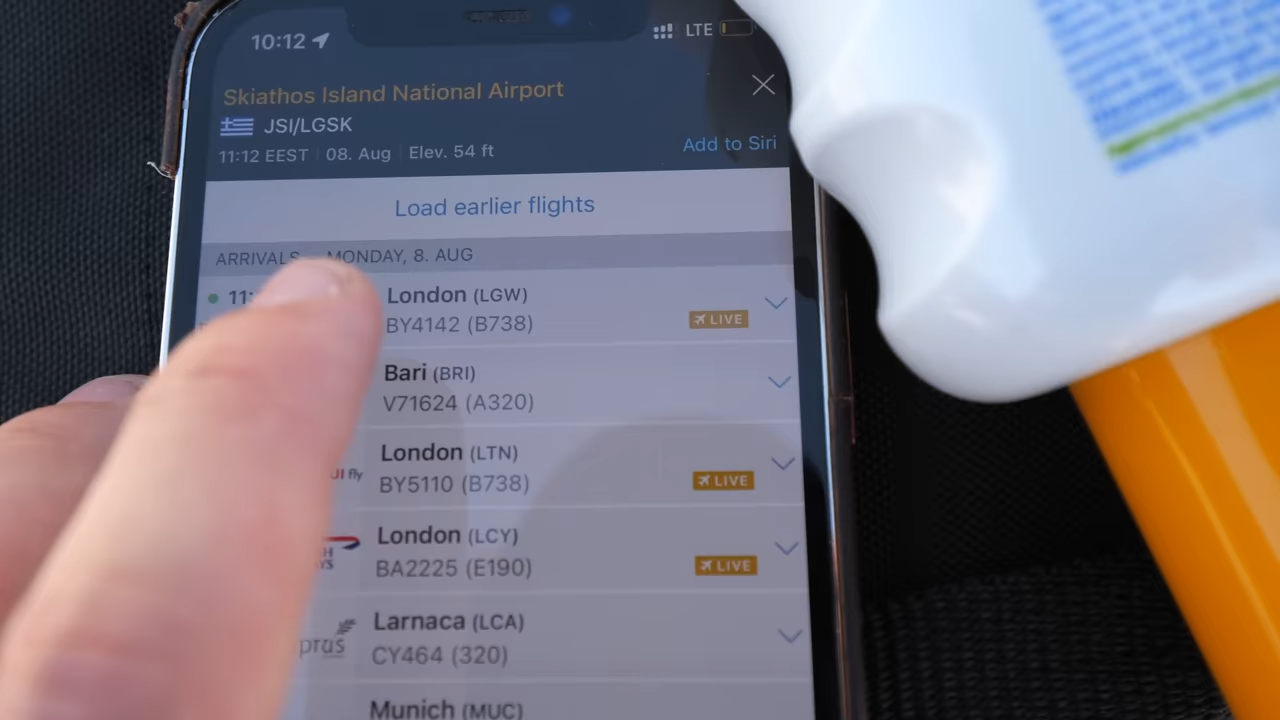 10:12 LTE
Skiathos Island National Airport
JSI/LGSK
11:12 EEST 08. Aug Elev. 54 ft Add to Siri
Load earlier flights
ARRIVALS MONDAY, 8. AUG
11: London (LGW)
BY4142 (B738) LIVE
Bari (BRI)
V71624 (A320)
London (LTN)
fly BY5110 (B738) LIVE
London (LCY)
BA2225 (E190) LIVE
Larnaca (LCA)
CY464 (320)
Munich (MUC)